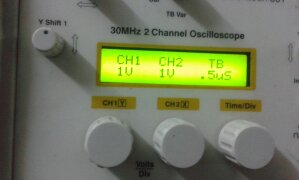 TB Var
Y Shift 1
30MHz 2 Channel Oscilloscope
CH1 CH2 TB
1V 1V .5uS
CH1 Y CH2 X Time/Div
Volts
Div